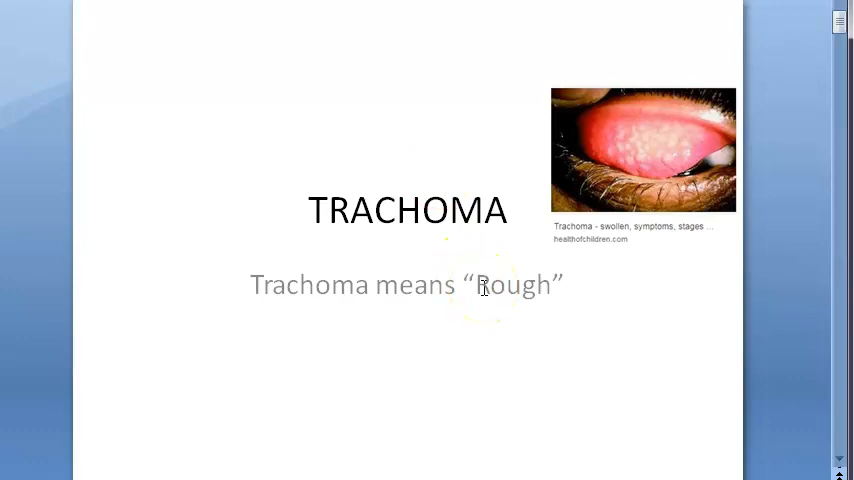 TRACHOMA
Trachoma means “Rough”
Trachoma - swollen, symptoms, stages ...
healthofchildren.com